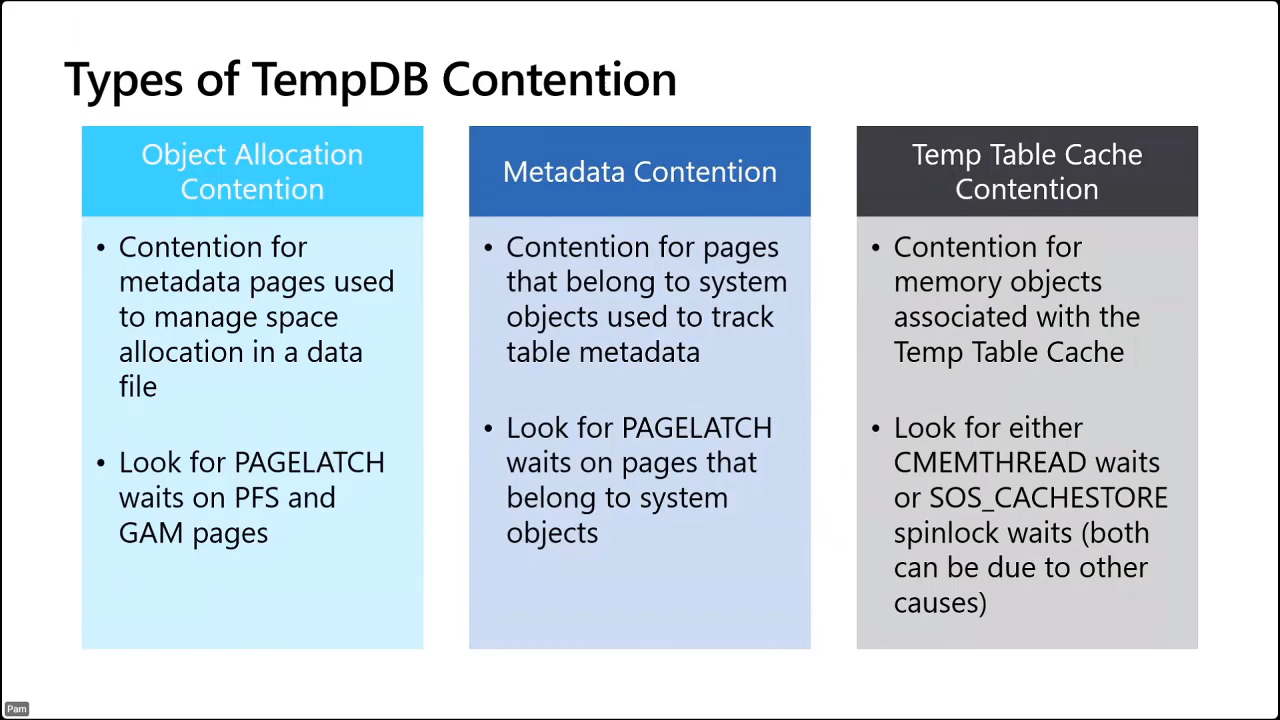 Types of TempDB Contention
Object Allocation
Contention
• Contention for
metadata pages used
to manage space
allocation in a data
file
• Look for PAGELATCH
waits on PFS and
GAM pages
Metadata Contention
• Contention for pages
that belong to system
objects used to track
table metadata
• Look for PAGELATCH
waits on pages that
belong to system
objects
Temp Table Cache
Contention
• Contention for
memory objects
associated with the
Temp Table Cache
• Look for either
CMEMTHREAD waits
or SOS_CACHESTORE
spinlock waits (both
can be due to other
causes)
Pam